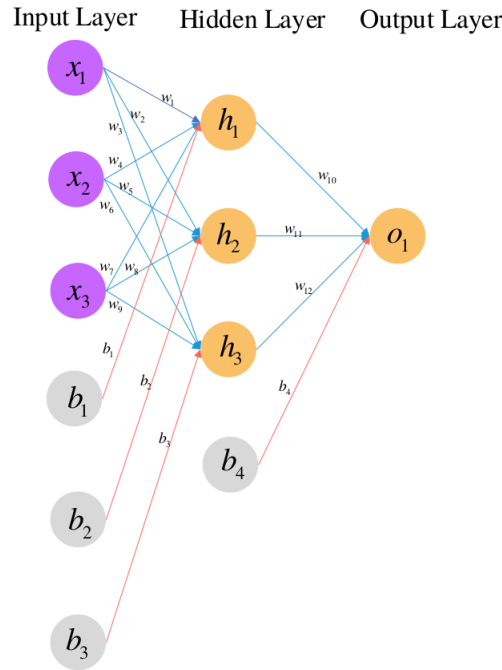 Input Layer
Hidden Layer
Output Layer
x₁
w₁
w₂
w₃
h₁
x₂
w₄
w₅
w₆
w₁₀
h₂
w₁₁
o₁
x₃
w₇
w₈
w₉
w₁₂
b₁
h₃
b₂
b₄
b₁
b₃
b₄
b₂
b₃